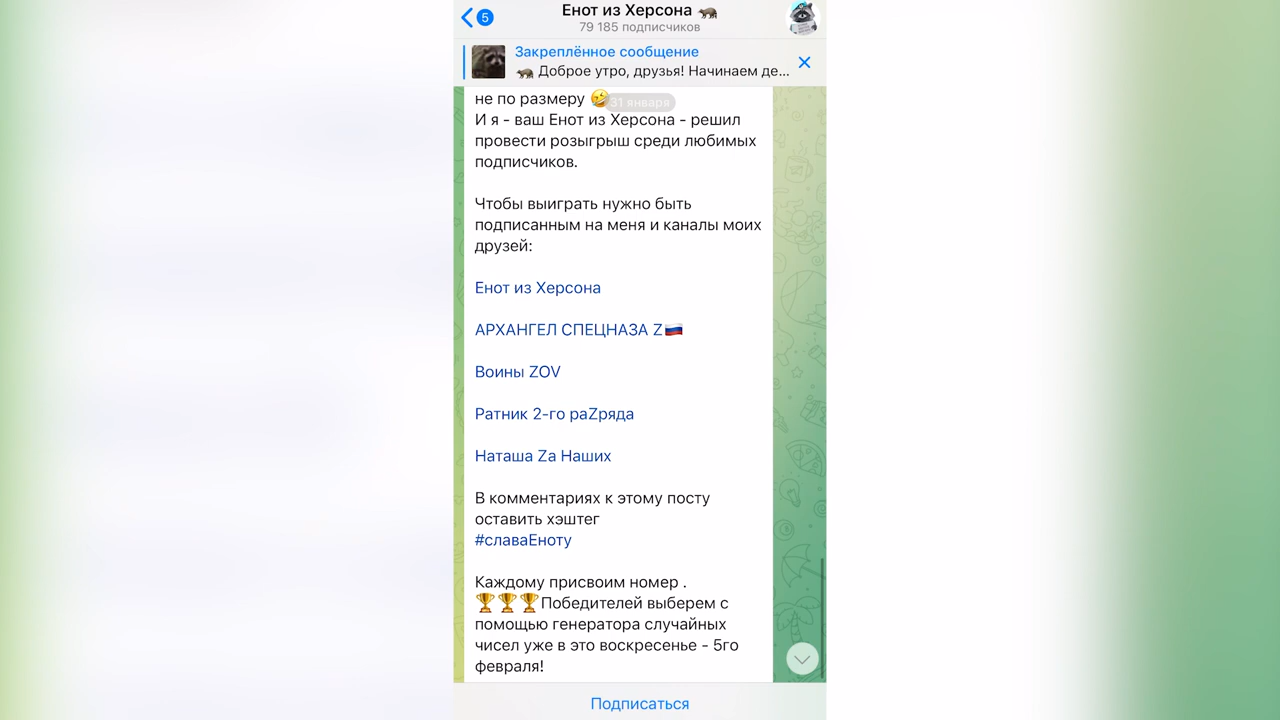 5
Енот из Херсона
79 185 подписчиков
Закреплённое сообщение
Доброе утро, друзья! Начинаем де...
31 января
не по размеру
И я - ваш Енот из Херсона - решил
провести розыгрыш среди любимых
подписчиков.
Чтобы выиграть нужно быть
подписанным на меня и каналы моих
друзей:
Енот из Херсона
АРХАНГЕЛ СПЕЦНАЗА Z
Воины ZOV
Ратник 2-го раZряда
Наташа Zа Наших
В комментариях к этому посту
оставить хэштег
#славаЕноту
Каждому присвоим номер .
Победителей выберем с
помощью генератора случайных
чисел уже в это воскресенье - 5го
февраля!
Подписаться